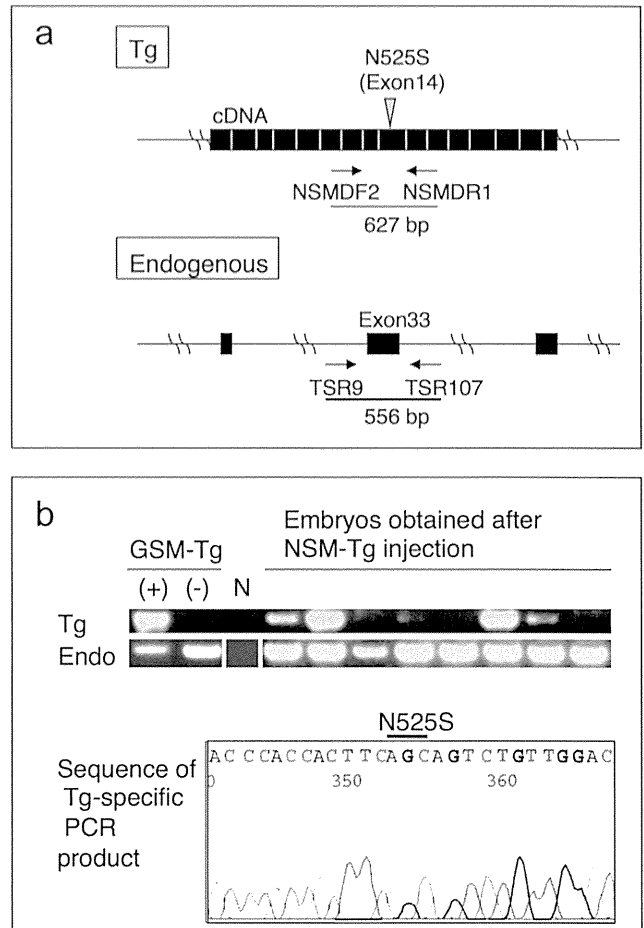 a
Tg
N525S
(Exon14)
cDNA
NSMDF2 NSMDR1
627 bp
Endogenous
Exon33
TSR9 TSR107
556 bp
b
Embryos obtained after
NSM-Tg injection
GSM-Tg
(+) (-) N
Tg
Endo
N525S
ACCCACCACTTCAGCAGTCTGTTGGAC
0 350 360
Sequence of
Tg-specific
PCR
product